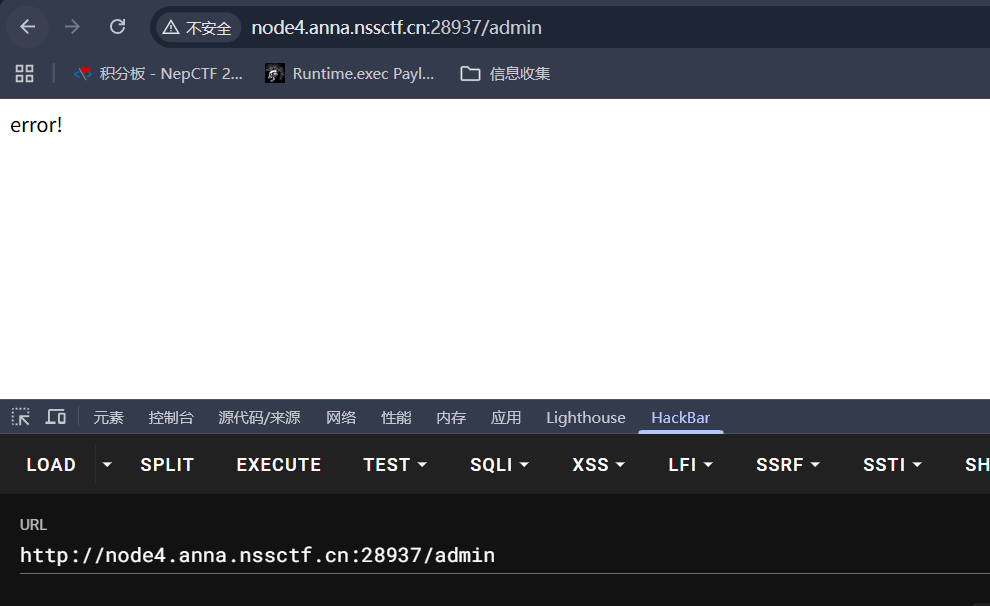 不安全 node4.anna.nssctf.cn:28937/admin
积分板 - NepCTF 2... Runtime.exec Payl... 信息收集
error!
元素 控制台 源代码/来源 网络 性能 内存 应用 Lighthouse HackBar
LOAD SPLIT EXECUTE TEST SQLI XSS LFI SSRF SSTI SH
URL
http://node4.anna.nssctf.cn:28937/admin